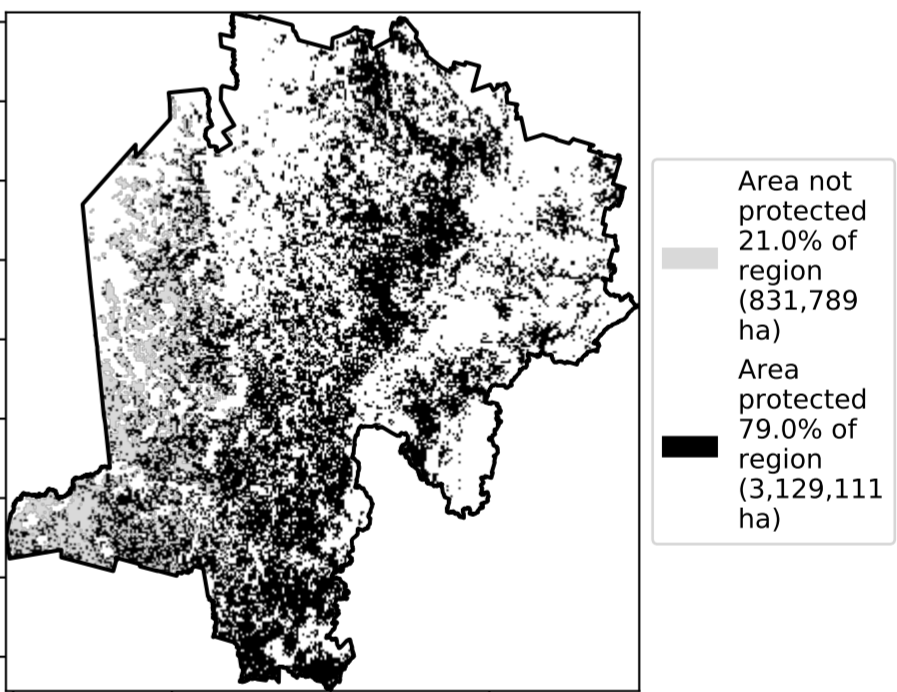 Area not
protected
21.0% of
region
(831,789
ha)
Area
protected
79.0% of
region
(3,129,111
ha)